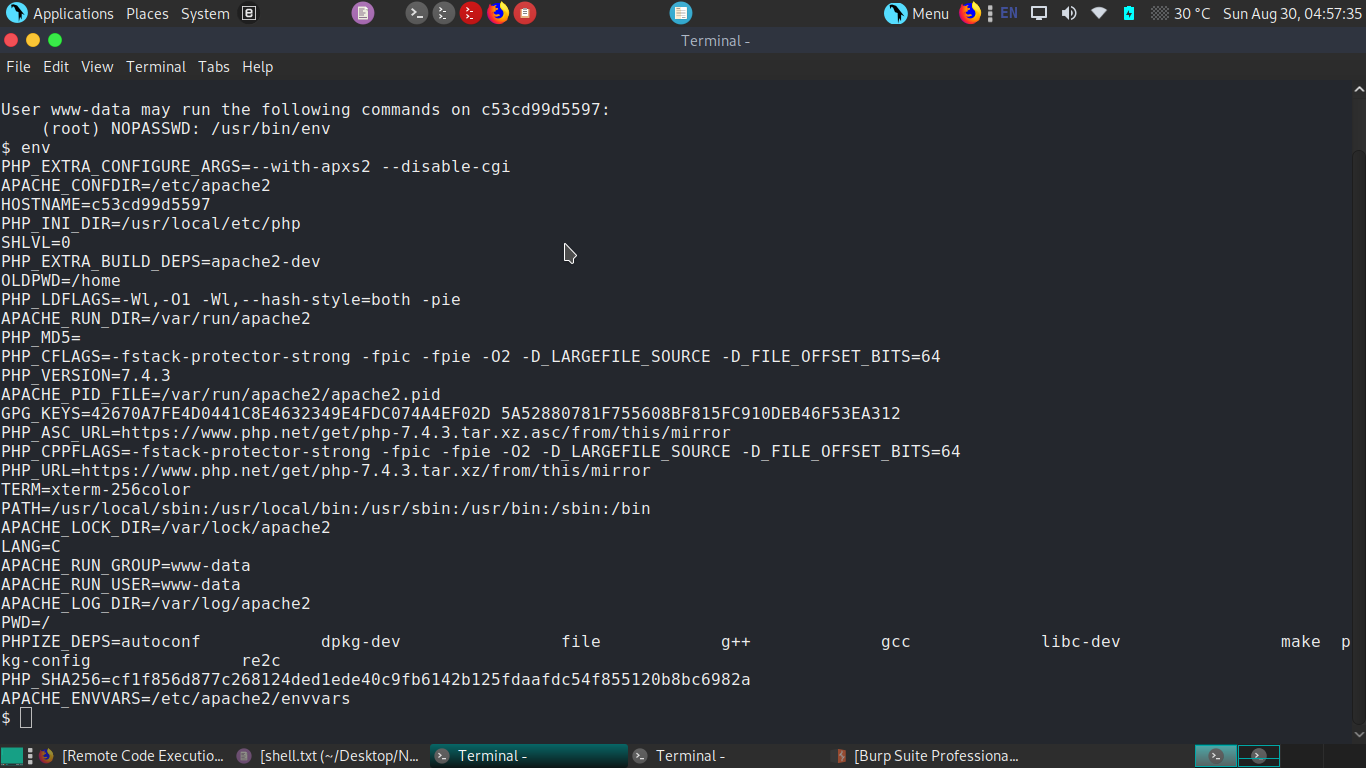 Applications Places System Menu EN 30 °C Sun Aug 30, 04:57:35
Terminal -
File Edit View Terminal Tabs Help
User www-data may run the following commands on c53cd99d5597:
(root) NOPASSWD: /usr/bin/env
$ env
PHP_EXTRA_CONFIGURE_ARGS=--with-apxs2 --disable-cgi
APACHE_CONFDIR=/etc/apache2
HOSTNAME=c53cd99d5597
PHP_INI_DIR=/usr/local/etc/php
SHLVL=0
PHP_EXTRA_BUILD_DEPS=apache2-dev
OLDPWD=/home
PHP_LDFLAGS=-Wl,-O1 -Wl,--hash-style=both -pie
APACHE_RUN_DIR=/var/run/apache2
PHP_MD5=
PHP_CFLAGS=-fstack-protector-strong -fpic -fpie -O2 -D_LARGEFILE_SOURCE -D_FILE_OFFSET_BITS=64
PHP_VERSION=7.4.3
APACHE_PID_FILE=/var/run/apache2/apache2.pid
GPG_KEYS=42670A7FE4D0441C8E4632349E4FDC074A4EF02D 5A52880781F755608BF815FC910DEB46F53EA312
PHP_ASC_URL=https://www.php.net/get/php-7.4.3.tar.xz.asc/from/this/mirror
PHP_CPPFLAGS=-fstack-protector-strong -fpic -fpie -O2 -D_LARGEFILE_SOURCE -D_FILE_OFFSET_BITS=64
PHP_URL=https://www.php.net/get/php-7.4.3.tar.xz/from/this/mirror
TERM=xterm-256color
PATH=/usr/local/sbin:/usr/local/bin:/usr/sbin:/usr/bin:/sbin:/bin
APACHE_LOCK_DIR=/var/lock/apache2
LANG=C
APACHE_RUN_GROUP=www-data
APACHE_RUN_USER=www-data
APACHE_LOG_DIR=/var/log/apache2
PWD=/
PHPIZE_DEPS=autoconf dpkg-dev file g++ gcc libc-dev make p
kg-config re2c
PHP_SHA256=cf1f856d877c268124ded1ede40c9fb6142b125fdaafdc54f855120b8bc6982a
APACHE_ENVVARS=/etc/apache2/envvars
$
[Remote Code Executio... [shell.txt (~/Desktop/N... Terminal - Terminal - [Burp Suite Professiona...